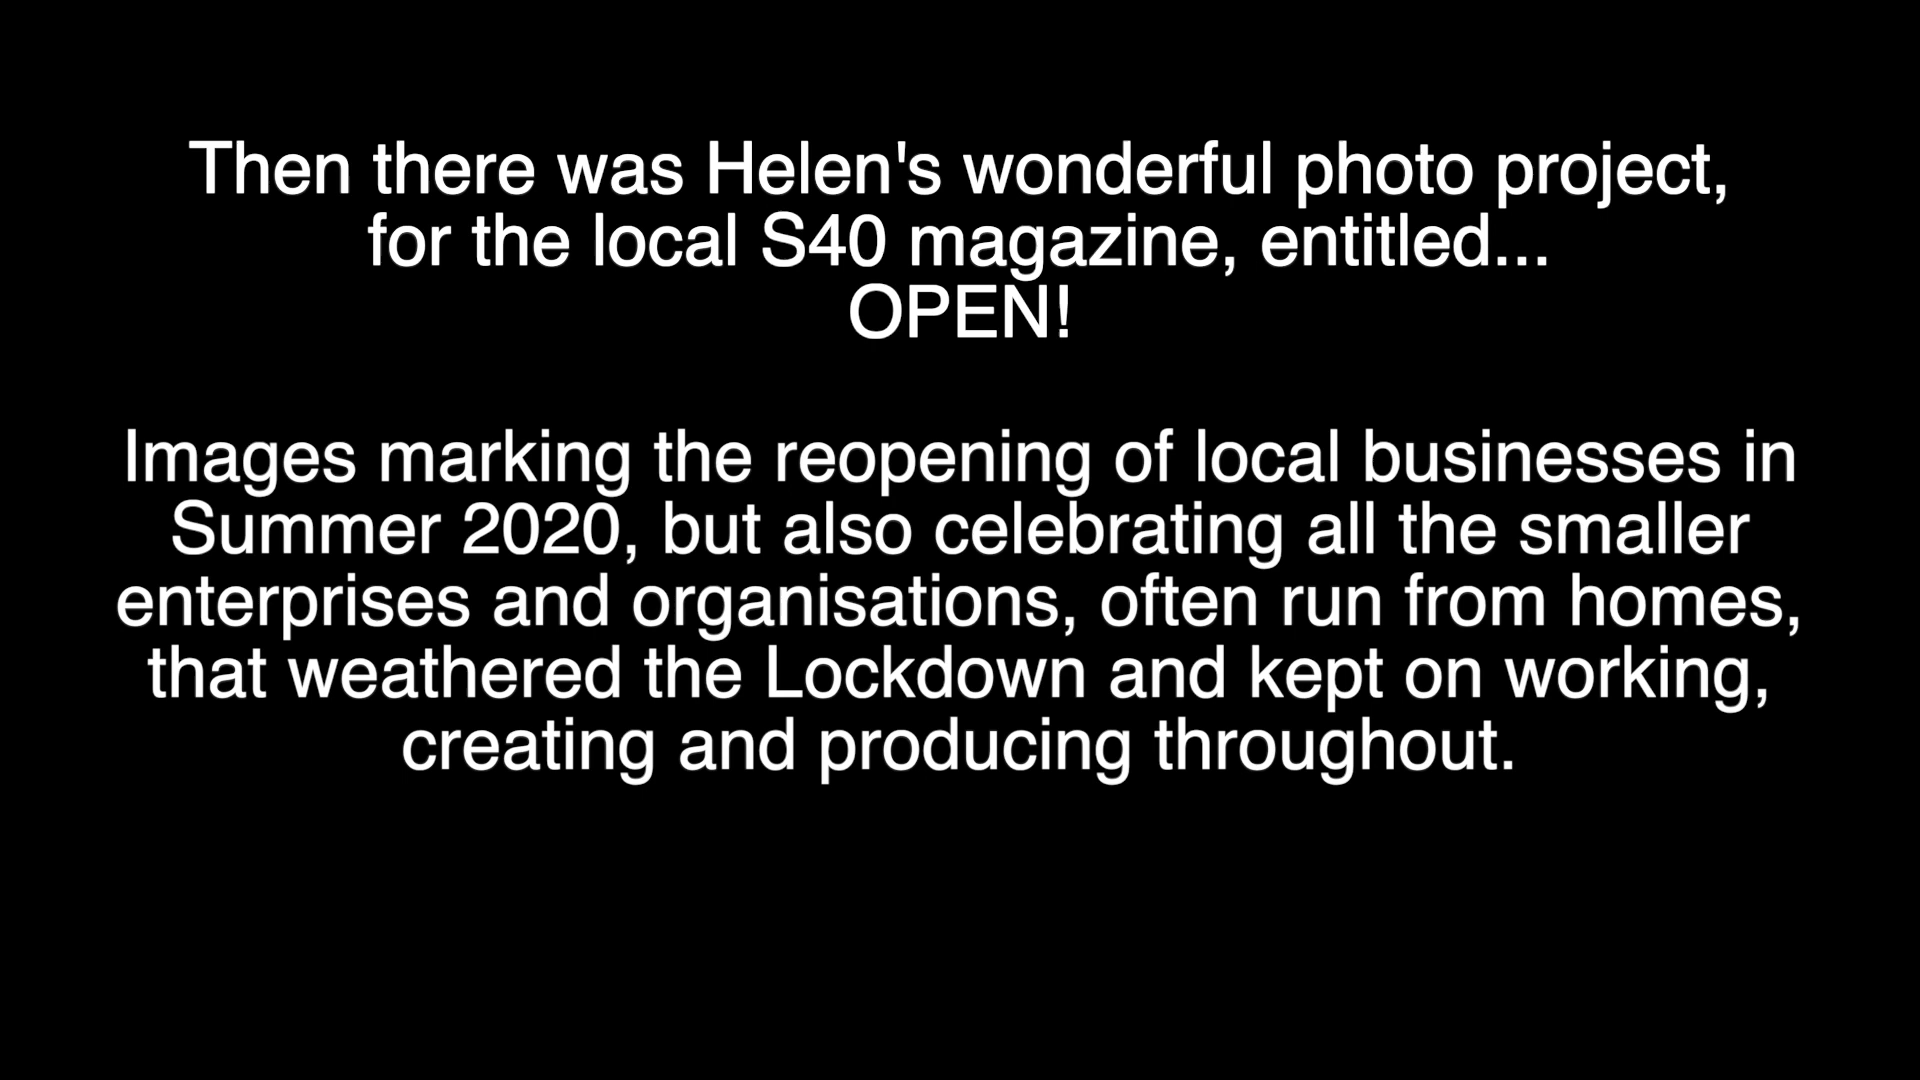 Then there was Helen's wonderful photo project,
for the local S40 magazine, entitled...
OPEN!
Images marking the reopening of local businesses in
Summer 2020, but also celebrating all the smaller
enterprises and organisations, often run from homes,
that weathered the Lockdown and kept on working,
creating and producing throughout.